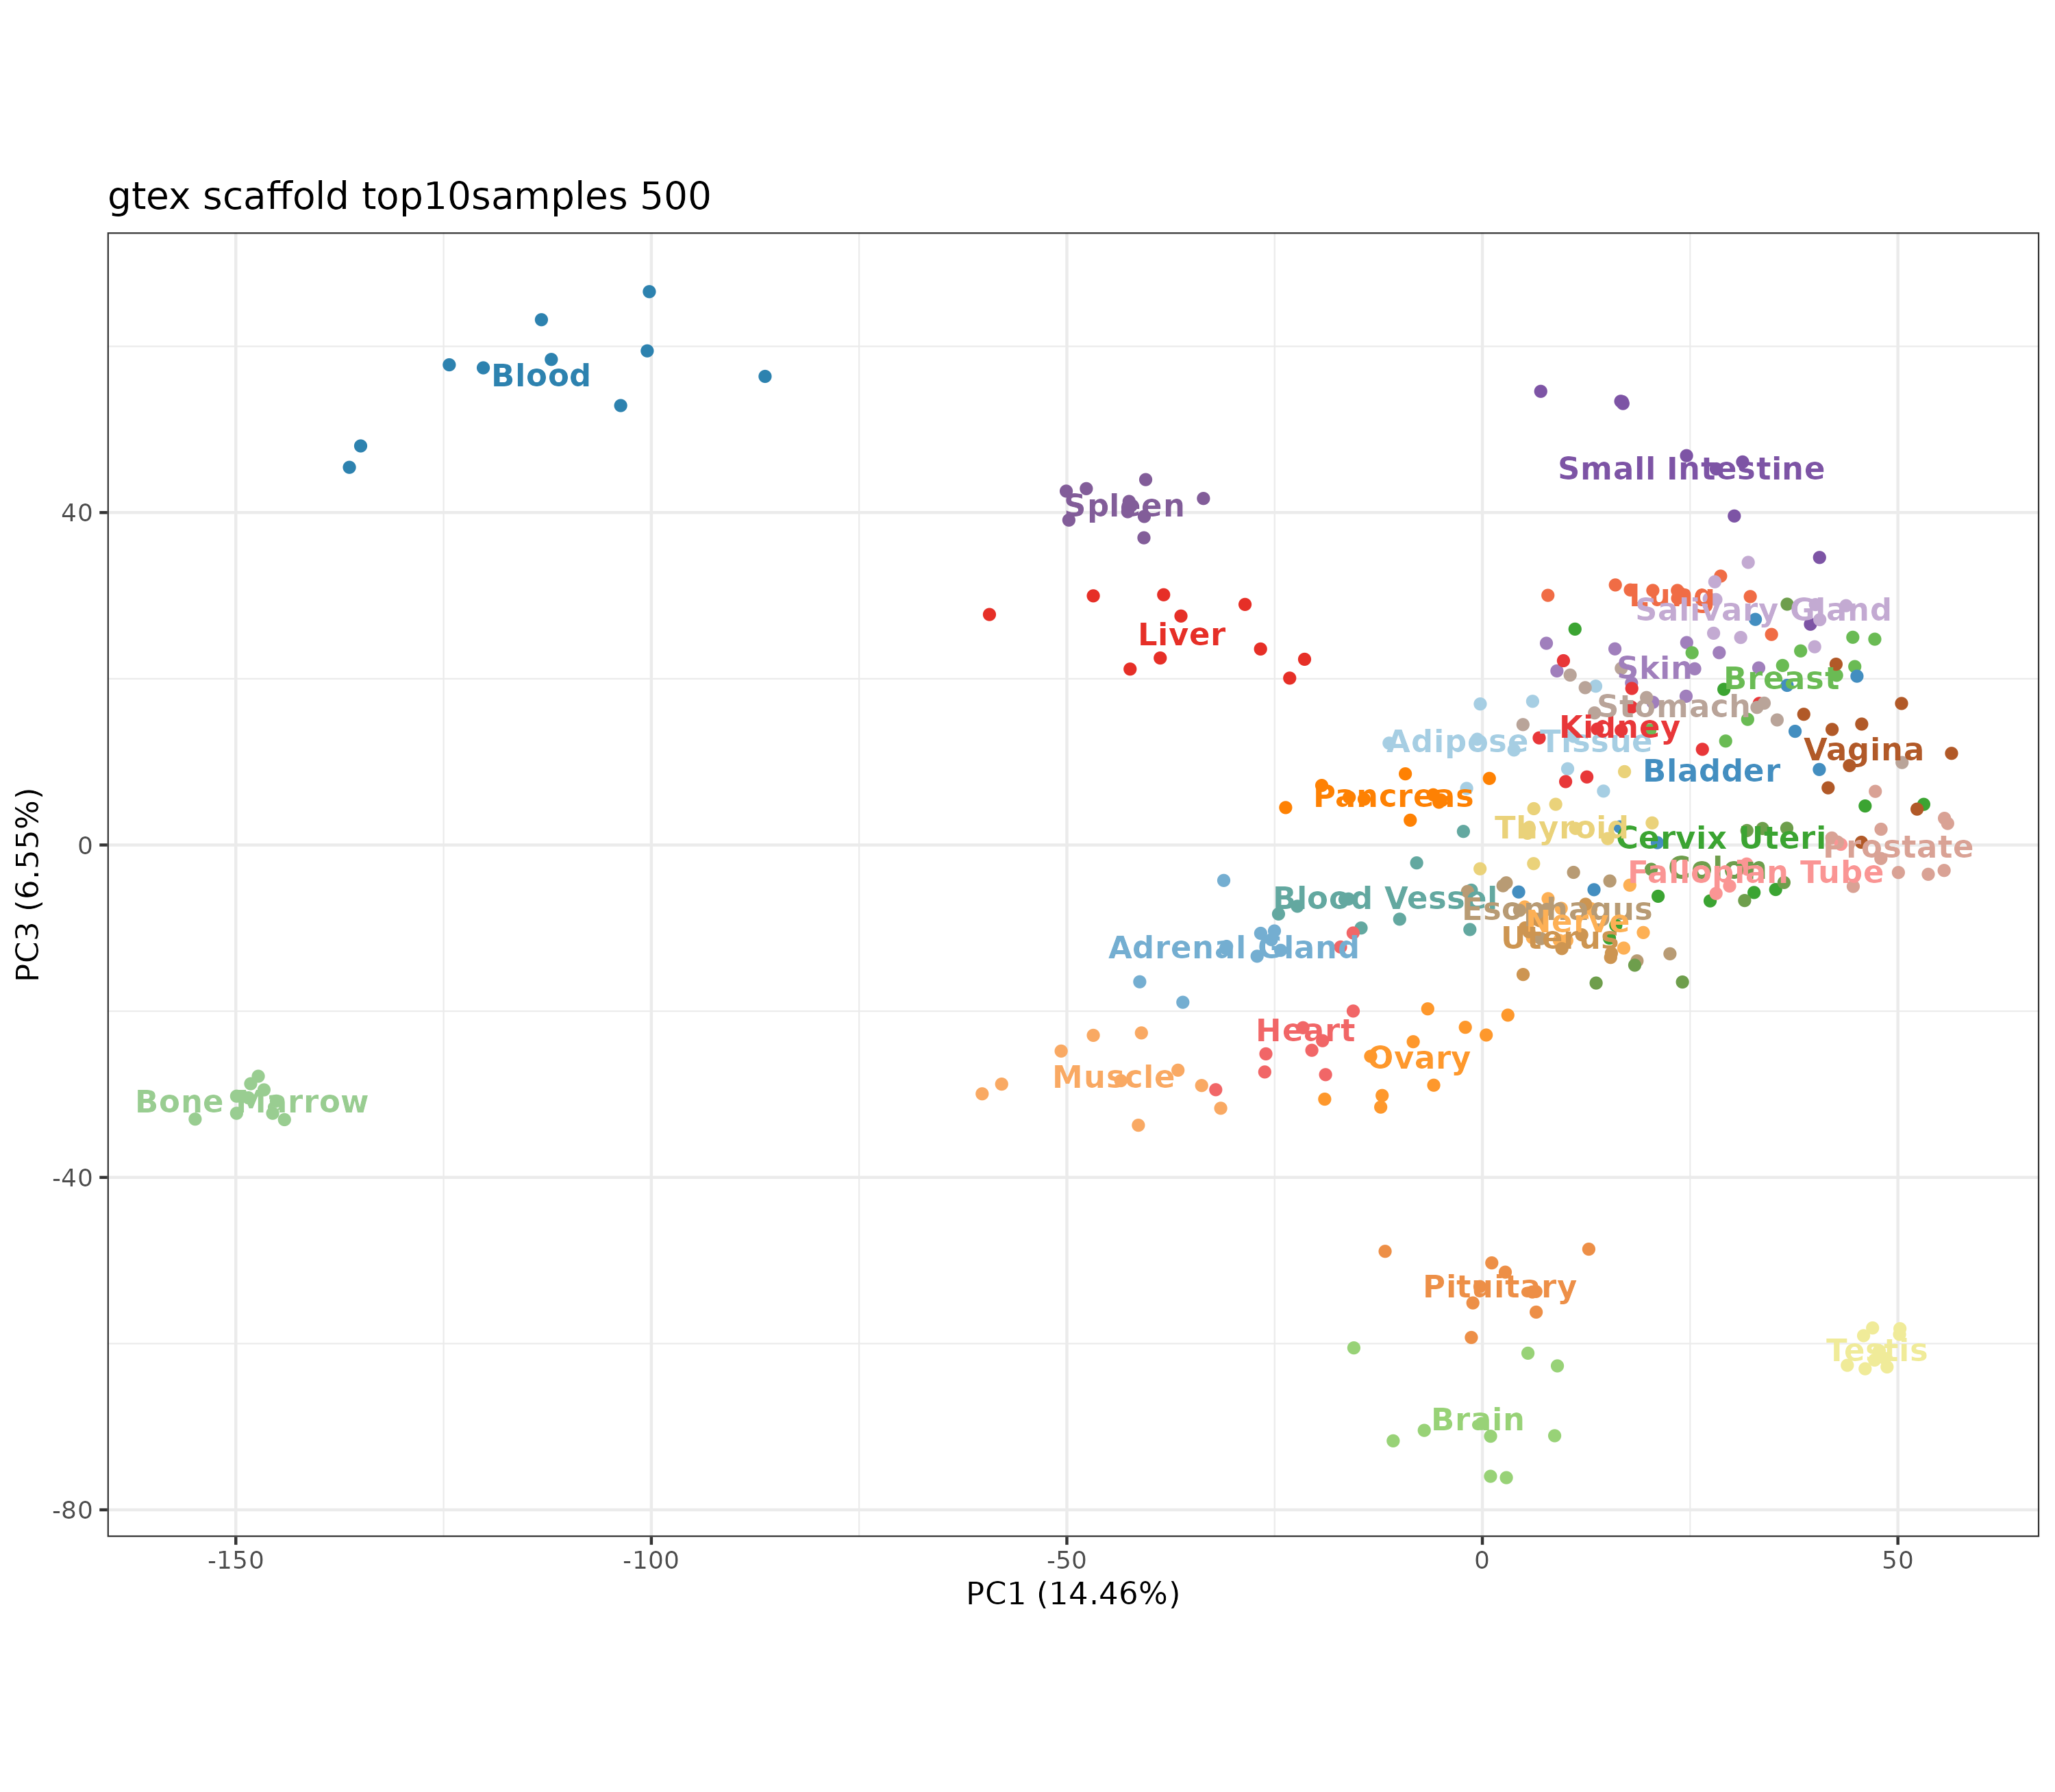 gtex scaffold top10samples 500
Blood
Small Intestine
40
Spleen
Lung
Salivary Gland
Liver
Skin
Breast
Stomach
Kidney
Adipose Tissue
Vagina
Bladder
Pancreas
Thyroid
Cervix Uteri
0
Prostate
Colon
Fallopian Tube
Blood Vessel
Esophagus
Nerve
Uterus
Adrenal Gland
Heart
Ovary
Muscle
Bone Marrow
-40
Pituitary
Testis
Brain
-80
-150 -100 -50 0 50
PC1 (14.46%)
PC3 (6.55%)